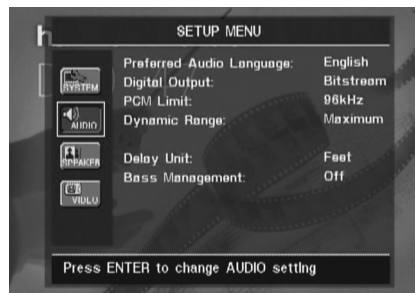 SETUP MENU
SYSTEM
AUDIO
SPEAKER
VIDEO
Preferred Audio Language: English
Digital Output: Bitstream
PCM Limit: 96kHz
Dynamic Range: Maximum
Delay Unit: Feet
Bass Management: Off
Press ENTER to change AUDIO setting